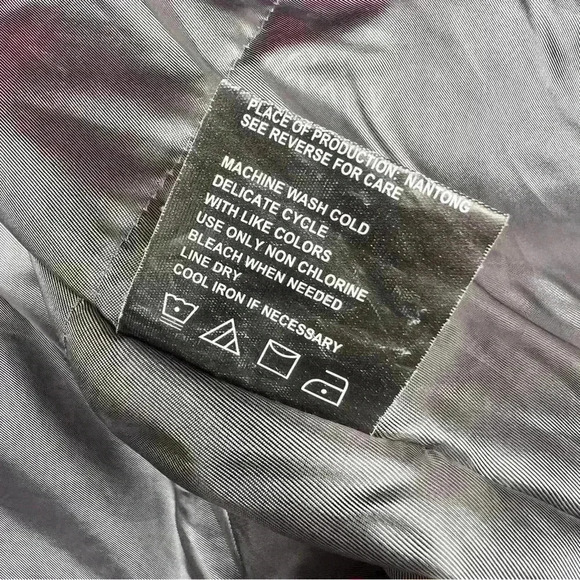 PLACE OF PRODUCTION: NANTONG
SEE REVERSE FOR CARE
MACHINE WASH COLD
DELICATE CYCLE
WITH LIKE COLORS
USE ONLY NON CHLORINE
BLEACH WHEN NEEDED
LINE DRY
COOL IRON IF NECESSARY